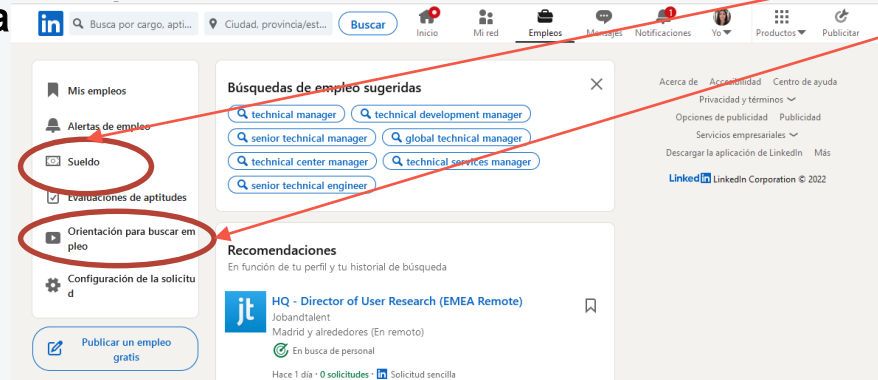 a
in Busca por cargo, apti... Ciudad, provincia/est... Buscar Inicio Mi red Empleos Mensajes Notificaciones 1 Yo Productos Publicitar
Mis empleos
Alertas de empleo
Sueldo
Evaluaciones de aptitudes
Orientación para buscar em
pleo
Configuración de la solicitu
d
Publicar un empleo
gratis
Búsquedas de empleo sugeridas
technical manager technical development manager
senior technical manager global technical manager
technical center manager technical services manager
senior technical engineer
Recomendaciones
En función de tu perfil y tu historial de búsqueda
jt
HQ - Director of User Research (EMEA Remote)
Jobandtalent
Madrid y alrededores (En remoto)
En busca de personal
Hace 1 día · 0 solicitudes · in Solicitud sencilla
Acerca de Accesibilidad Centro de ayuda
Privacidad y términos
Opciones de publicidad Publicidad
Servicios empresariales
Descargar la aplicación de LinkedIn Más
LinkedIn LinkedIn Corporation © 2022